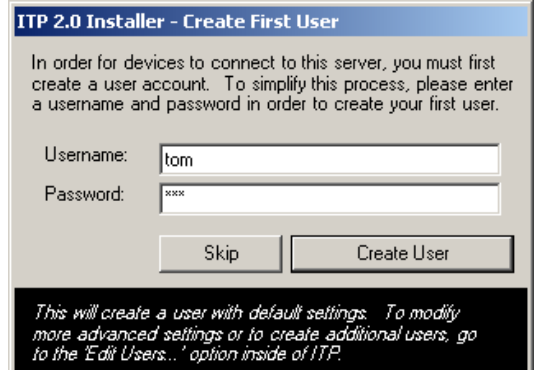 ITP 2.0 Installer - Create First User
In order for devices to connect to this server, you must first
create a user account. To simplify this process, please enter
a username and password in order to create your first user.
Username:
tom
Password:
***
Skip
Create User
This will create a user with default settings. To modify
more advanced settings or to create additional users, go
to the 'Edit Users...' option inside of ITP.